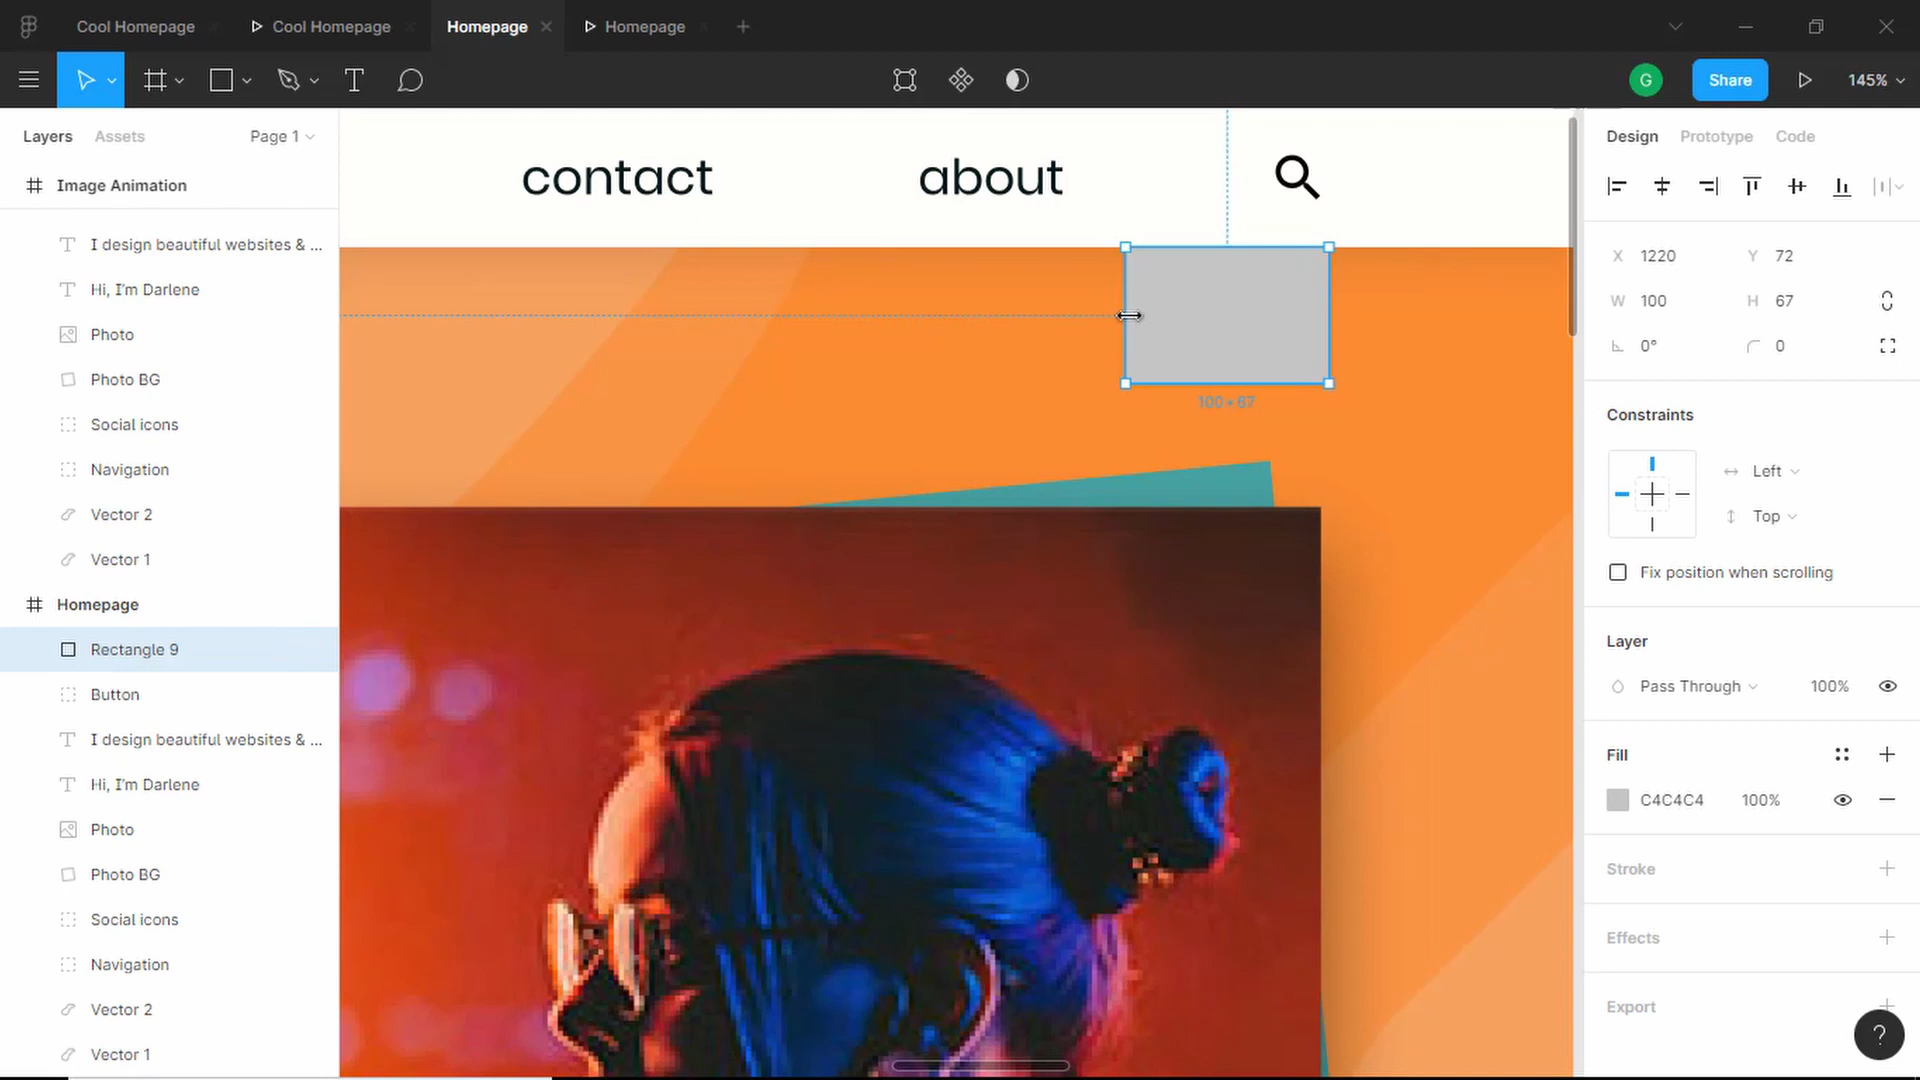 Cool Homepage
Cool Homepage
Homepage
Homepage
T
G
Share
145%
Layers
Assets
Page 1
Image Animation
I design beautiful websites & ...
Hi, I'm Darlene
Photo
Photo BG
Social icons
Navigation
Vector 2
Vector 1
Homepage
Rectangle 9
Button
I design beautiful websites & ...
Hi, I'm Darlene
Photo
Photo BG
Social icons
Navigation
Vector 2
Vector 1
contact
about
100 × 67
Design
Prototype
Code
X 1220
Y 72
W 100
H 67
0°
0
Constraints
Left
Top
Fix position when scrolling
Layer
Pass Through
100%
Fill
C4C4C4
100%
Stroke
Effects
Export
?